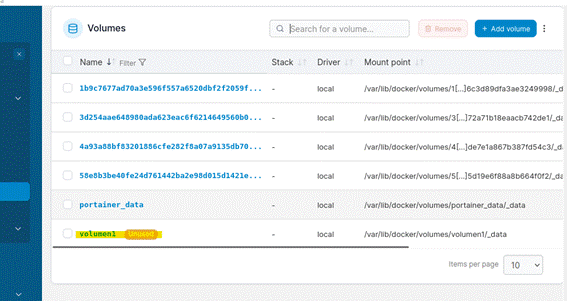 Volumes
Search for a volume...
Remove
+ Add volume
Name Filter Stack Driver Mount point
1b9c7677ad70a3e596f557a6520dbf2f2059f... - local /var/lib/docker/volumes/1[...]6c3d89dfa3ae3249998/_d
3d254aae648980ada623eac6f6214649560b0... - local /var/lib/docker/volumes/3[...]72a71b18eaacb742de1/_da
4a93a88bf83201886cfe282f8a07a9135db70... - local /var/lib/docker/volumes/4[...]de7e1a867b387fd54c3/_d
58e8b3be40fe24d761442ba2e98d015d1421e... - local /var/lib/docker/volumes/5[...]5d19e6f88a8b664f0f2/_d
portainer_data - local /var/lib/docker/volumes/portainer_data/_data
volumen1 Unused - local /var/lib/docker/volumes/volumen1/_data
Items per page 10